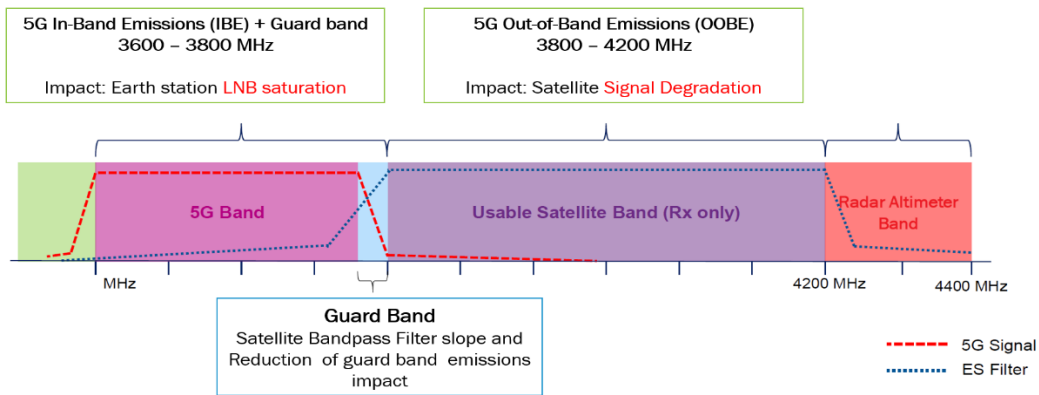 5G In-Band Emissions (IBE) + Guard band
3600 – 3800 MHz
Impact: Earth station LNB saturation
5G Out-of-Band Emissions (OOBE)
3800 – 4200 MHz
Impact: Satellite Signal Degradation
5G Band
Usable Satellite Band (Rx only)
Radar Altimeter
Band
MHz
4200 MHz
4400 MHz
Guard Band
Satellite Bandpass Filter slope and
Reduction of guard band emissions
impact
5G Signal
ES Filter